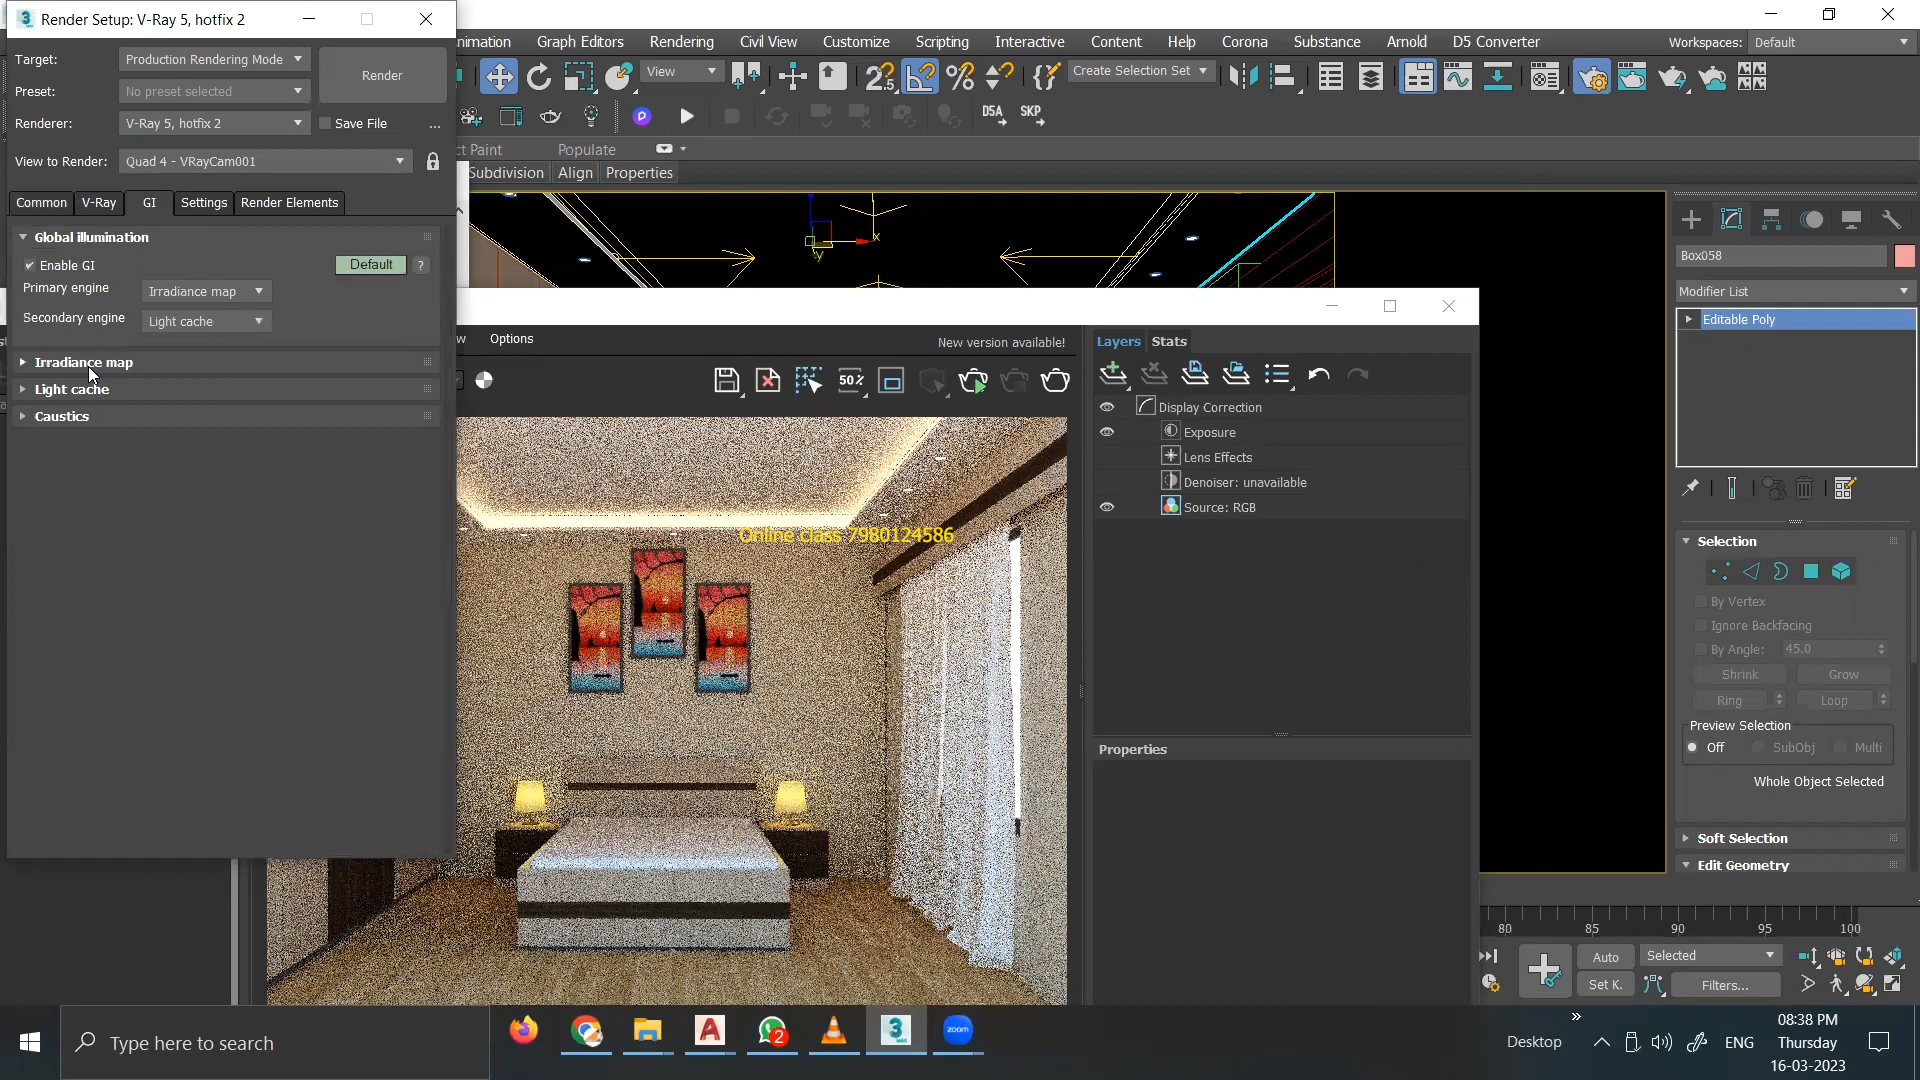 Render Setup: V-Ray 5, hotfix 2
Target:
Production Rendering Mode
Render
Preset:
No preset selected
Renderer:
V-Ray 5, hotfix 2
Save File
...
View to Render:
Quad 4 - VRayCam001
Common
V-Ray
GI
Settings
Render Elements
Global illumination
Enable GI
Default
?
Primary engine
Irradiance map
Secondary engine
Light cache
Irradiance map
Light cache
Caustics
Graph Editors
Rendering
Civil View
Customize
Scripting
Interactive
Content
Help
Corona
Substance
Arnold
D5 Converter
Workspaces:
Default
View
Create Selection Set
D5A
SKP
Populate
Subdivision
Align
Properties
Options
New version available!
50%
Layers
Stats
Display Correction
Exposure
Lens Effects
Denoiser: unavailable
Source: RGB
Properties
Online class 7980124586
Box058
Modifier List
Editable Poly
Selection
By Vertex
Ignore Backfacing
By Angle:
45.0
Shrink
Grow
Ring
Loop
Preview Selection
Off
SubObj
Multi
Whole Object Selected
Soft Selection
Edit Geometry
80
85
90
95
100
Auto
Selected
Set K.
Filters...
Type here to search
2
3
MAX
zoom
Desktop
ENG
08:38 PM
Thursday
16-03-2023